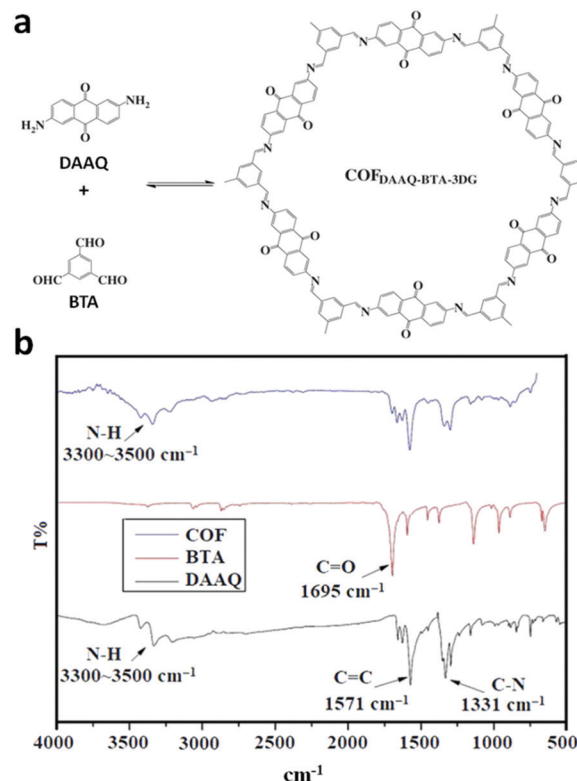 a
O
NH₂
H₂N
O
DAAQ
+
CHO
OHC
CHO
BTA
COF_DAAQ-BTA-3DG
b
N-H
3300~3500 cm⁻¹
COF
BTA
DAAQ
C=O
1695 cm⁻¹
N-H
3300~3500 cm⁻¹
C=C
1571 cm⁻¹
C-N
1331 cm⁻¹
T%
4000 3500 3000 2500 2000 1500 1000 500
cm⁻¹